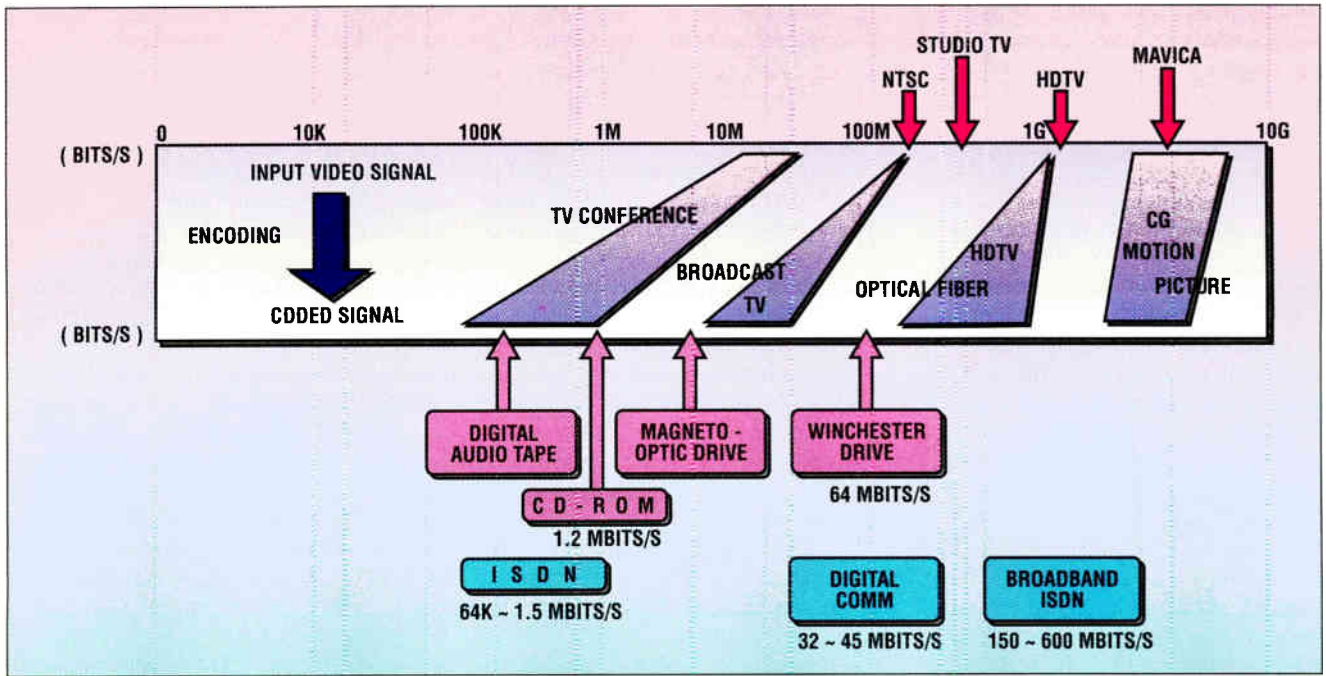 STUDIO TV
NTSC
HDTV
MAVICA
0 10K 100K 1M 10M 100M 1G 10G
( BITS/S )
INPUT VIDEO SIGNAL
ENCODING
CDDED SIGNAL
TV CONFERENCE
BROADCAST
TV
OPTICAL FIBER
HDTV
CG
MOTION
PICTURE
( BITS/S )
DIGITAL
AUDIO TAPE
MAGNETO -
OPTIC DRIVE
WINCHESTER
DRIVE
64 MBITS/S
CD-ROM
1.2 MBITS/S
ISDN
64K ~ 1.5 MBITS/S
DIGITAL
COMM
32 ~ 45 MBITS/S
BROADBAND
ISDN
150 ~ 600 MBITS/S